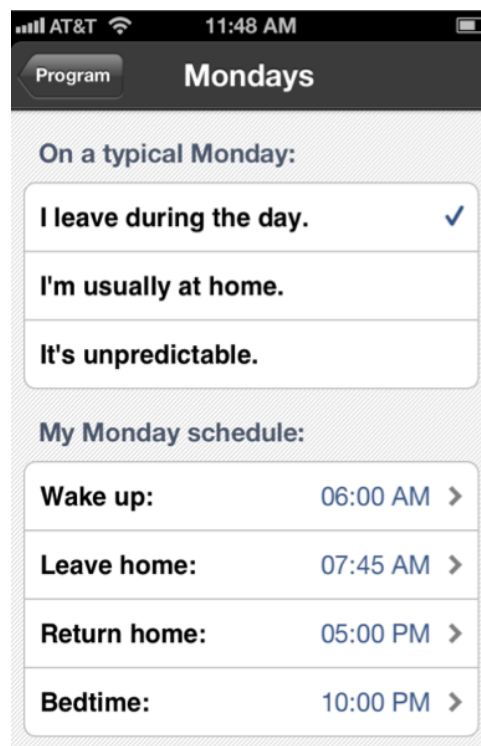 AT&T 11:48 AM
Program Mondays
On a typical Monday:
I leave during the day.
I'm usually at home.
It's unpredictable.
My Monday schedule:
Wake up: 06:00 AM
Leave home: 07:45 AM
Return home: 05:00 PM
Bedtime: 10:00 PM